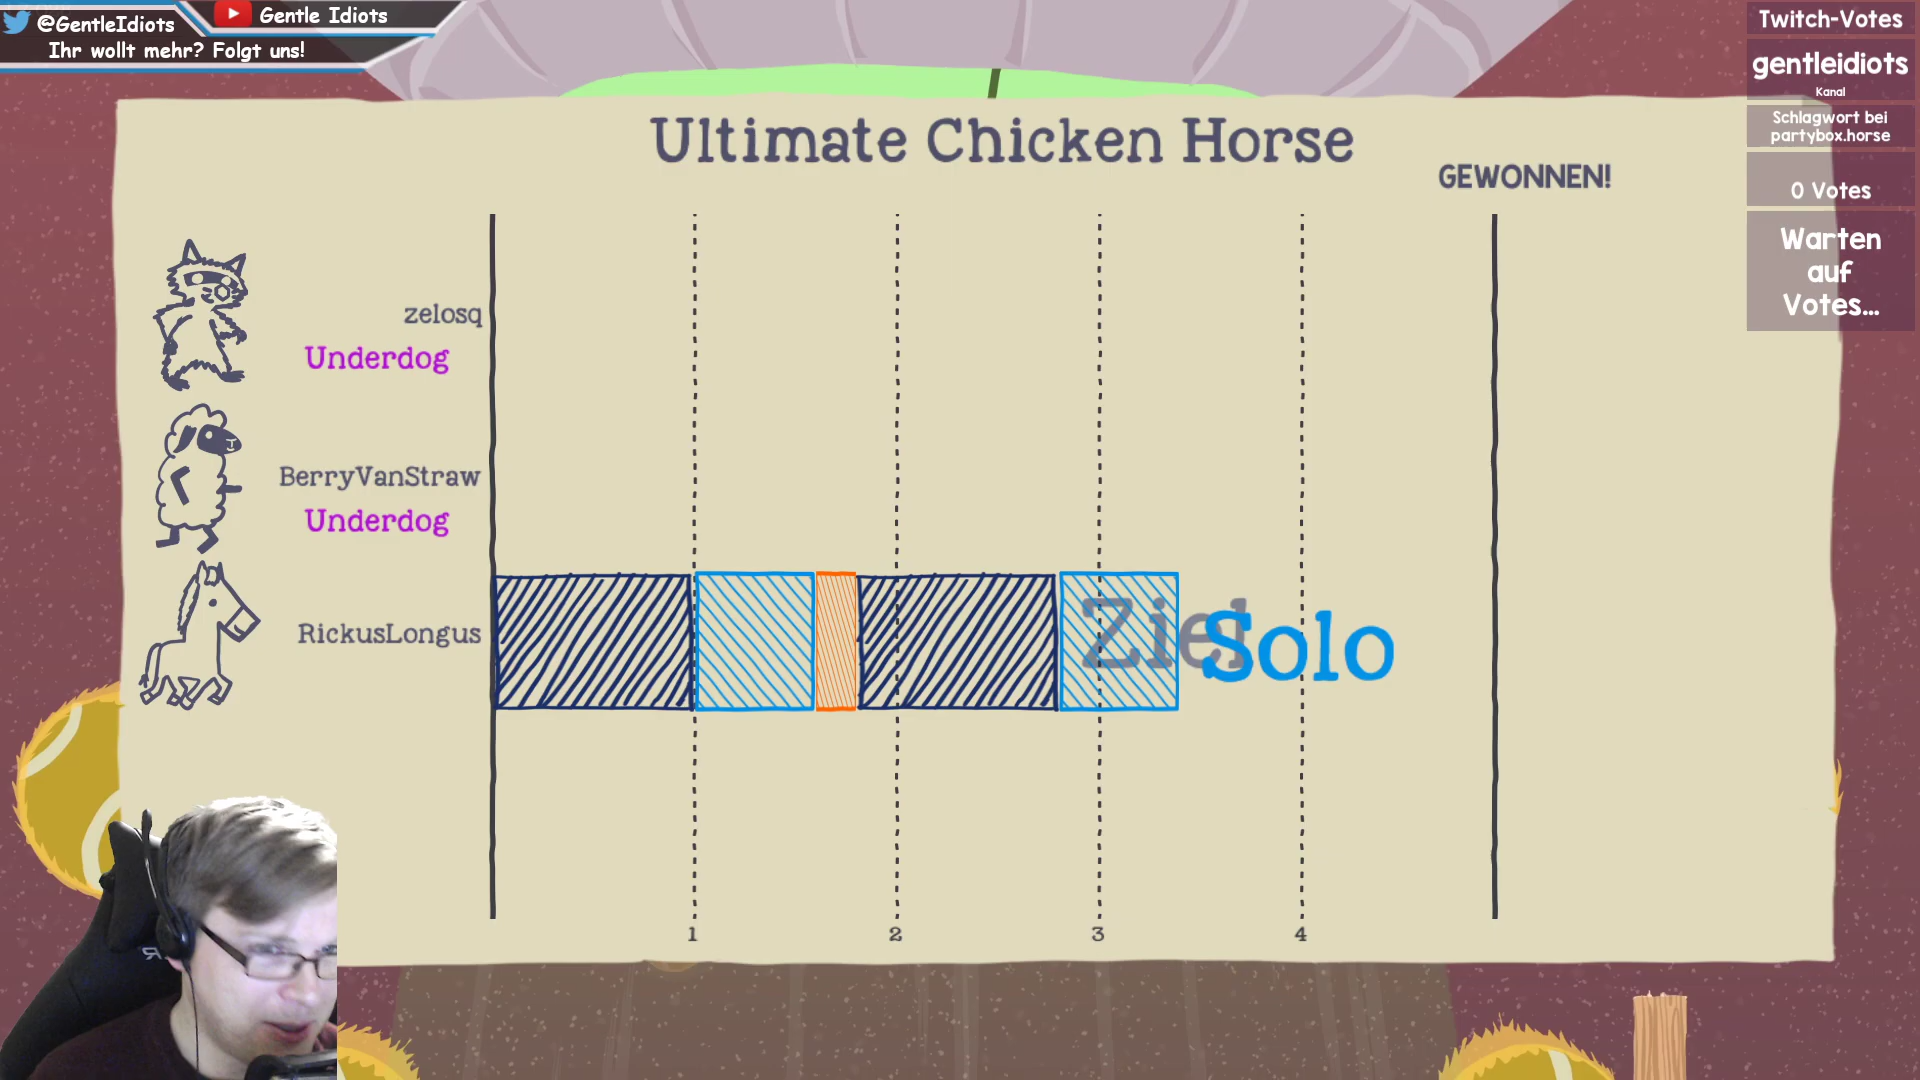 @GentleIdiots
Gentle Idiots
Ihr wollt mehr? Folgt uns!
Twitch-Votes
gentleidiots
Kanal
Schlagwort bei
partybox.horse
0 Votes
Warten
auf
Votes...
Ultimate Chicken Horse
GEWONNEN!
zelosq
Underdog
BerryVanStraw
Underdog
RickusLongus
Ziel
Solo
1 2 3 4